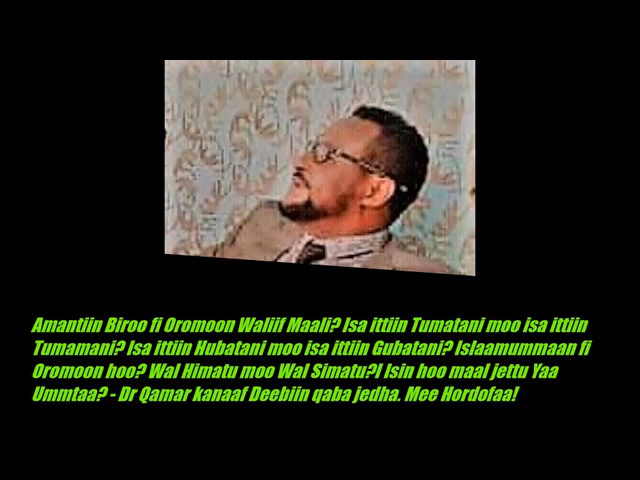 Amantiin Biroo fi Oromoon Waliif Maali? Isa ittiin Tumatani moo isa ittiin
Tumamani? Isa ittiin Hubatani moo isa ittiin Gubatani? Islaamummaan fi
Oromoon hoo? Wal Himatu moo Wal Simatu?I Isin hoo maal jettu Yaa
Ummtaa? - Dr Qamar kanaaf Deebiin qaba jedha. Mee Hordofaa!